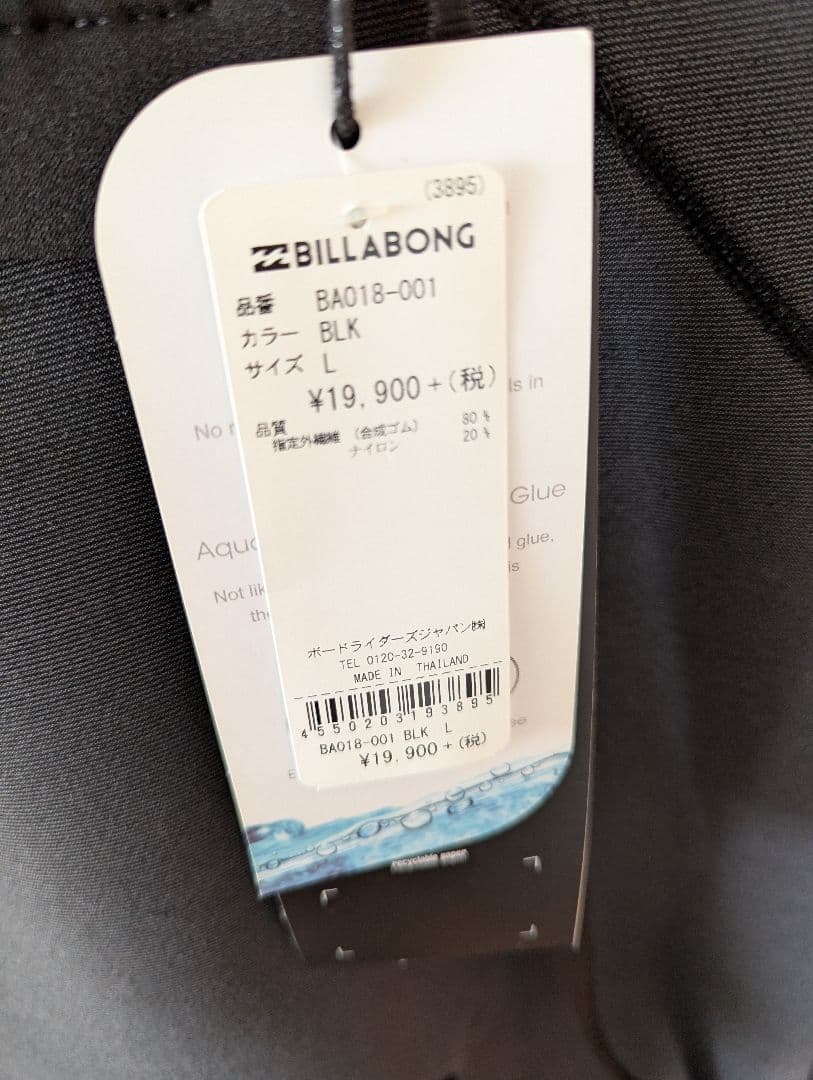 (3895)
BILLABONG
品番 BA018-001
カラー BLK
サイズ L
¥19,900+(税)
品質
指定外繊維 (合成ゴム) 80%
ナイロン 20%
ls in
No
Glue
Aqua
glue,
Not lik
is
the
ボードライダーズジャパン㈱
TEL 0120-32-9190
MADE IN THAILAND
4550203193895
BA018-001 BLK L
¥19,900+(税)
recyclable paper